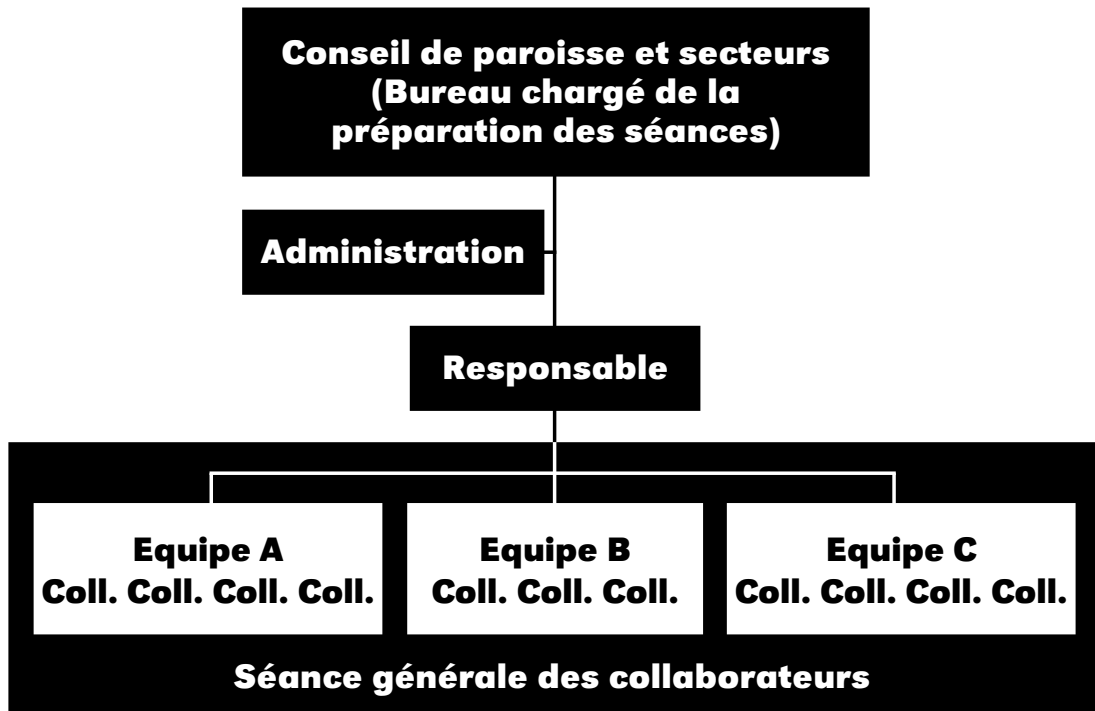 Conseil de paroisse et secteurs
(Bureau chargé de la
préparation des séances)
Administration
Responsable
Equipe A
Coll. Coll. Coll. Coll.
Equipe B
Coll. Coll. Coll.
Equipe C
Coll. Coll. Coll. Coll.
Séance générale des collaborateurs